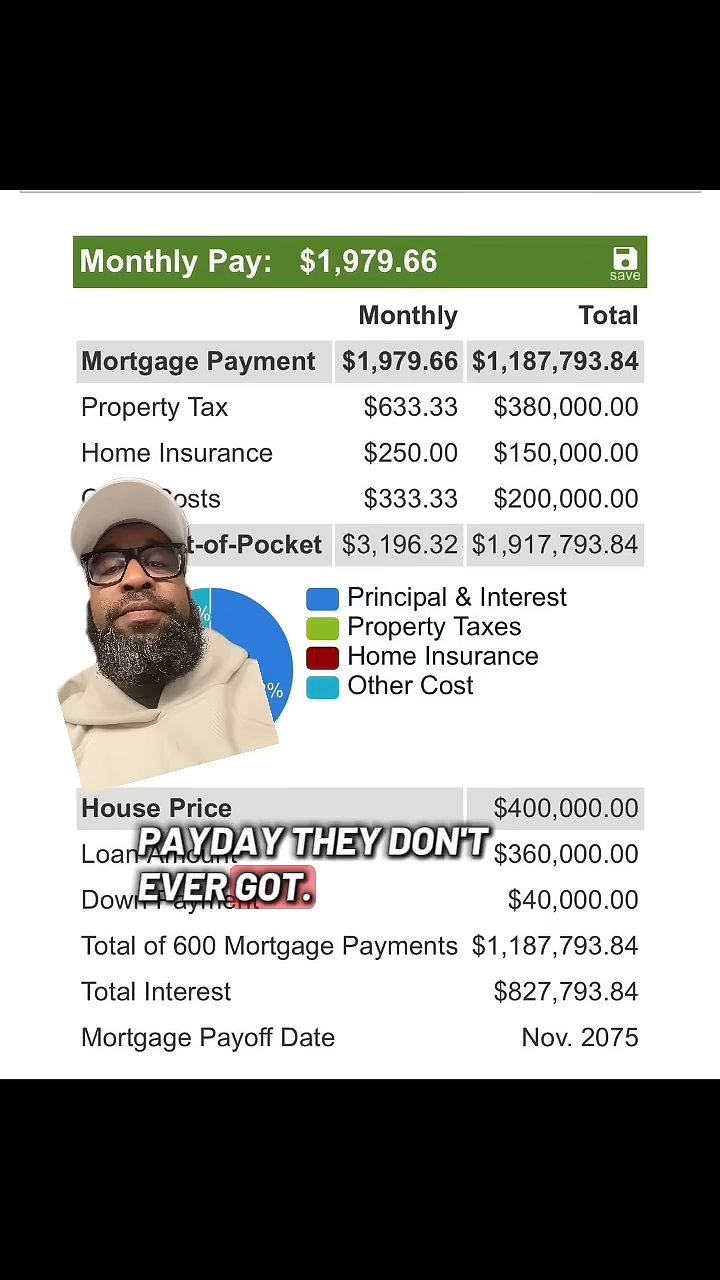 Monthly Pay: $1,979.66
save
Monthly Total
Mortgage Payment $1,979.66 $1,187,793.84
Property Tax $633.33 $380,000.00
Home Insurance $250.00 $150,000.00
$333.33 $200,000.00
t-of-Pocket $3,196.32 $1,917,793.84
Principal & Interest
Property Taxes
Home Insurance
Other Cost
House Price $400,000.00
PAYDAY THEY DON'T
Loan Amount $360,000.00
EVER GOT.
Down Payment $40,000.00
Total of 600 Mortgage Payments $1,187,793.84
Total Interest $827,793.84
Mortgage Payoff Date Nov. 2075